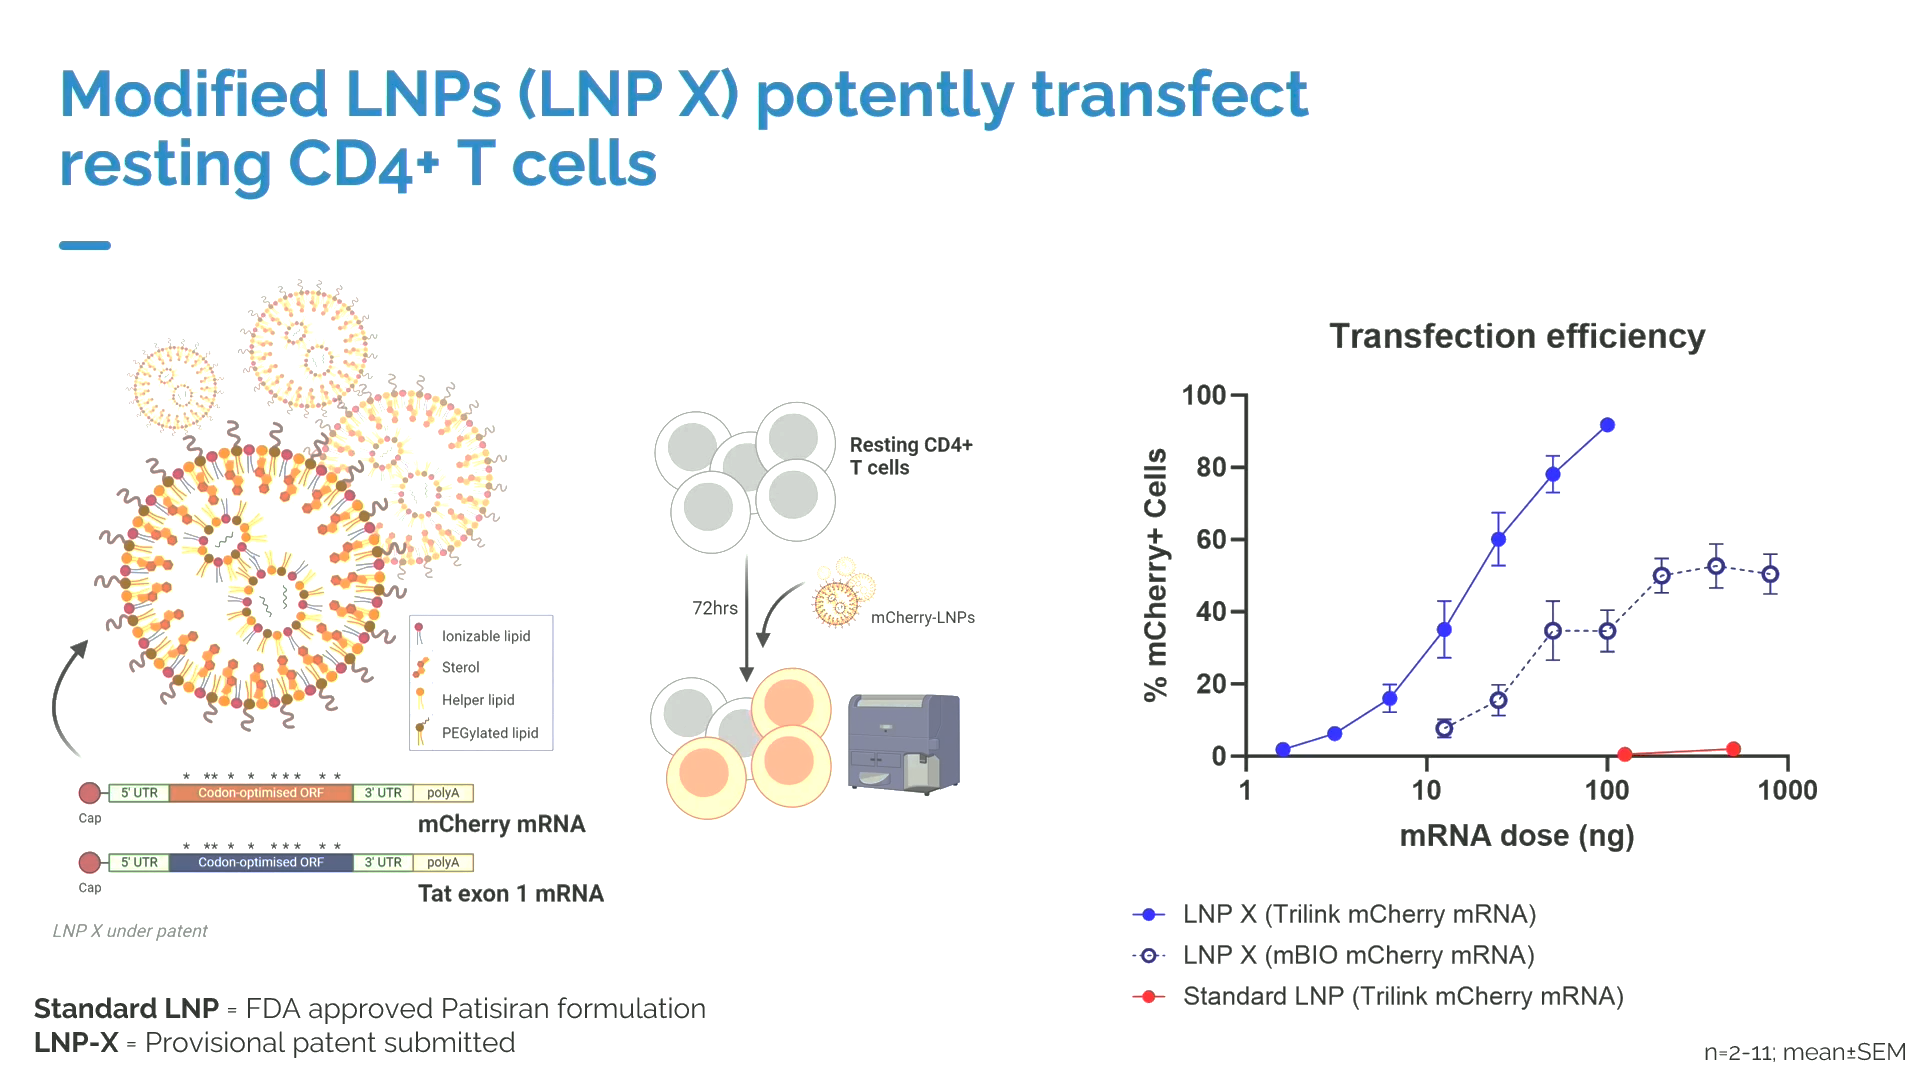 Modified LNPs (LNP X) potently transfect
resting CD4+ T cells
Ionizable lipid
Sterol
Helper lipid
PEGylated lipid
* ** * * * * * * *
Cap
5' UTR
Codon-optimised ORF
3' UTR
polyA
mCherry mRNA
* ** * * * * * * *
Cap
5' UTR
Codon-optimised ORF
3' UTR
polyA
Tat exon 1 mRNA
LNP X under patent
Standard LNP = FDA approved Patisiran formulation
LNP-X = Provisional patent submitted
Resting CD4+
T cells
72hrs
mCherry-LNPs
Transfection efficiency
% mCherry+ Cells
100
80
60
40
20
0
1 10 100 1000
mRNA dose (ng)
LNP X (Trilink mCherry mRNA)
LNP X (mBIO mCherry mRNA)
Standard LNP (Trilink mCherry mRNA)
n=2-11; mean±SEM